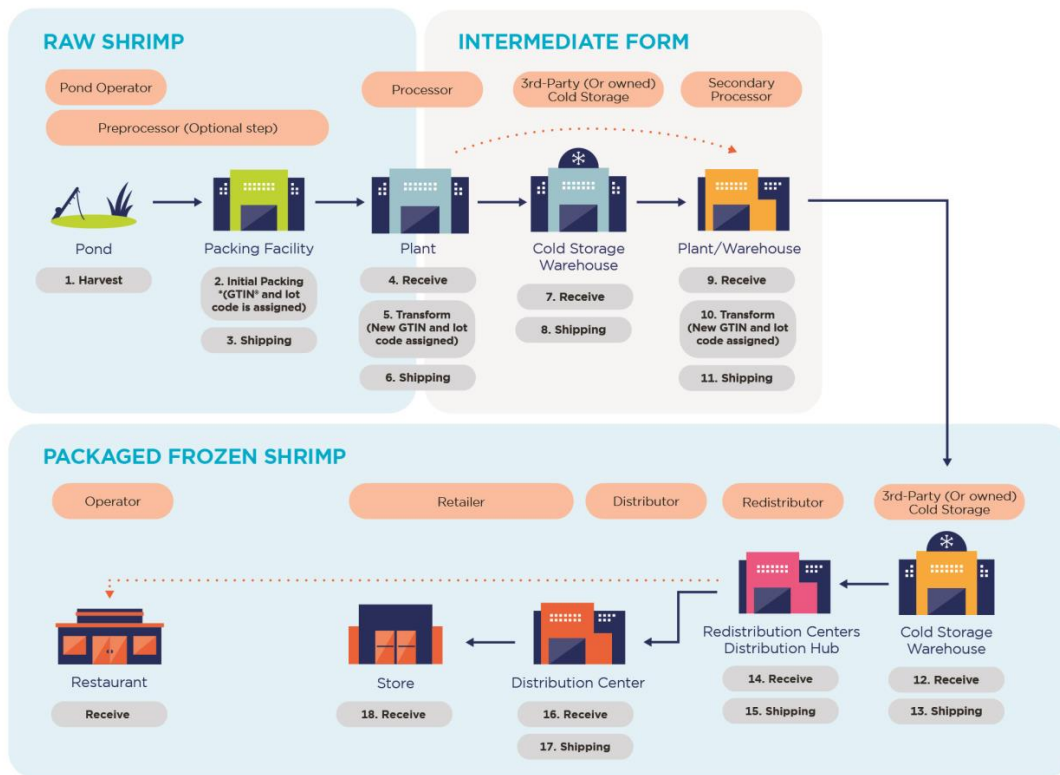 RAW SHRIMP
INTERMEDIATE FORM
Pond Operator
Preprocessor (Optional step)
Processor
3rd-Party (Or owned)
Cold Storage
Secondary
Processor
Pond
1. Harvest
Packing Facility
2. Initial Packing
*(GTIN® and lot
code is assigned)
3. Shipping
Plant
4. Receive
5. Transform
(New GTIN and lot
code assigned)
6. Shipping
Cold Storage
Warehouse
7. Receive
8. Shipping
Plant/Warehouse
9. Receive
10. Transform
(New GTIN and lot
code assigned)
11. Shipping
PACKAGED FROZEN SHRIMP
Operator
Retailer
Distributor
Redistributor
3rd-Party (Or owned)
Cold Storage
Restaurant
Receive
Store
18. Receive
Distribution Center
16. Receive
17. Shipping
Redistribution Centers
Distribution Hub
14. Receive
15. Shipping
Cold Storage
Warehouse
12. Receive
13. Shipping